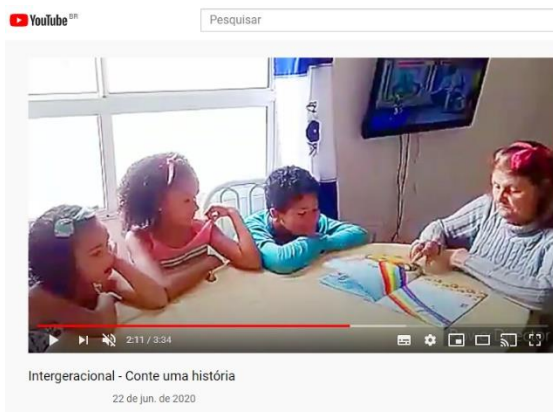 YouTube BR
Pesquisar
2:11 / 3:34
Intergeracional - Conte uma história
22 de jun. de 2020